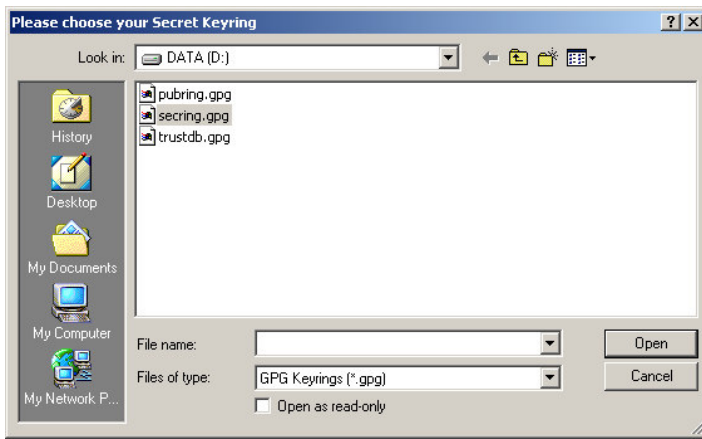 Please choose your Secret Keyring
Look in: DATA (D:)
pubring.gpg
secring.gpg
trustdb.gpg
History
Desktop
My Documents
My Computer
My Network P...
File name:
Open
Files of type: GPG Keyrings (*.gpg)
Cancel
Open as read-only